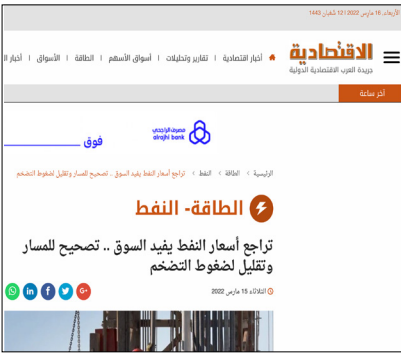 الأربعاء, 16 مارس 2022 | 12 شعبان 1443
الاقتصادية
جريدة العرب الاقتصادية الدولية
أخبار اقتصادية | تقارير وتحليلات | أسواق الأسهم | الطاقة | الأسواق | أخبار ال
آخر ساعة
مصرف الراجحي
alrajhi bank
فوق
الرئيسية > الطاقة > النفط > تراجع أسعار النفط يفيد السوق .. تصحيح للمسار وتقليل لضغوط التضخم
الطاقة- النفط
تراجع أسعار النفط يفيد السوق .. تصحيح للمسار
وتقليل لضغوط التضخم
الثلاثاء 15 مارس 2022